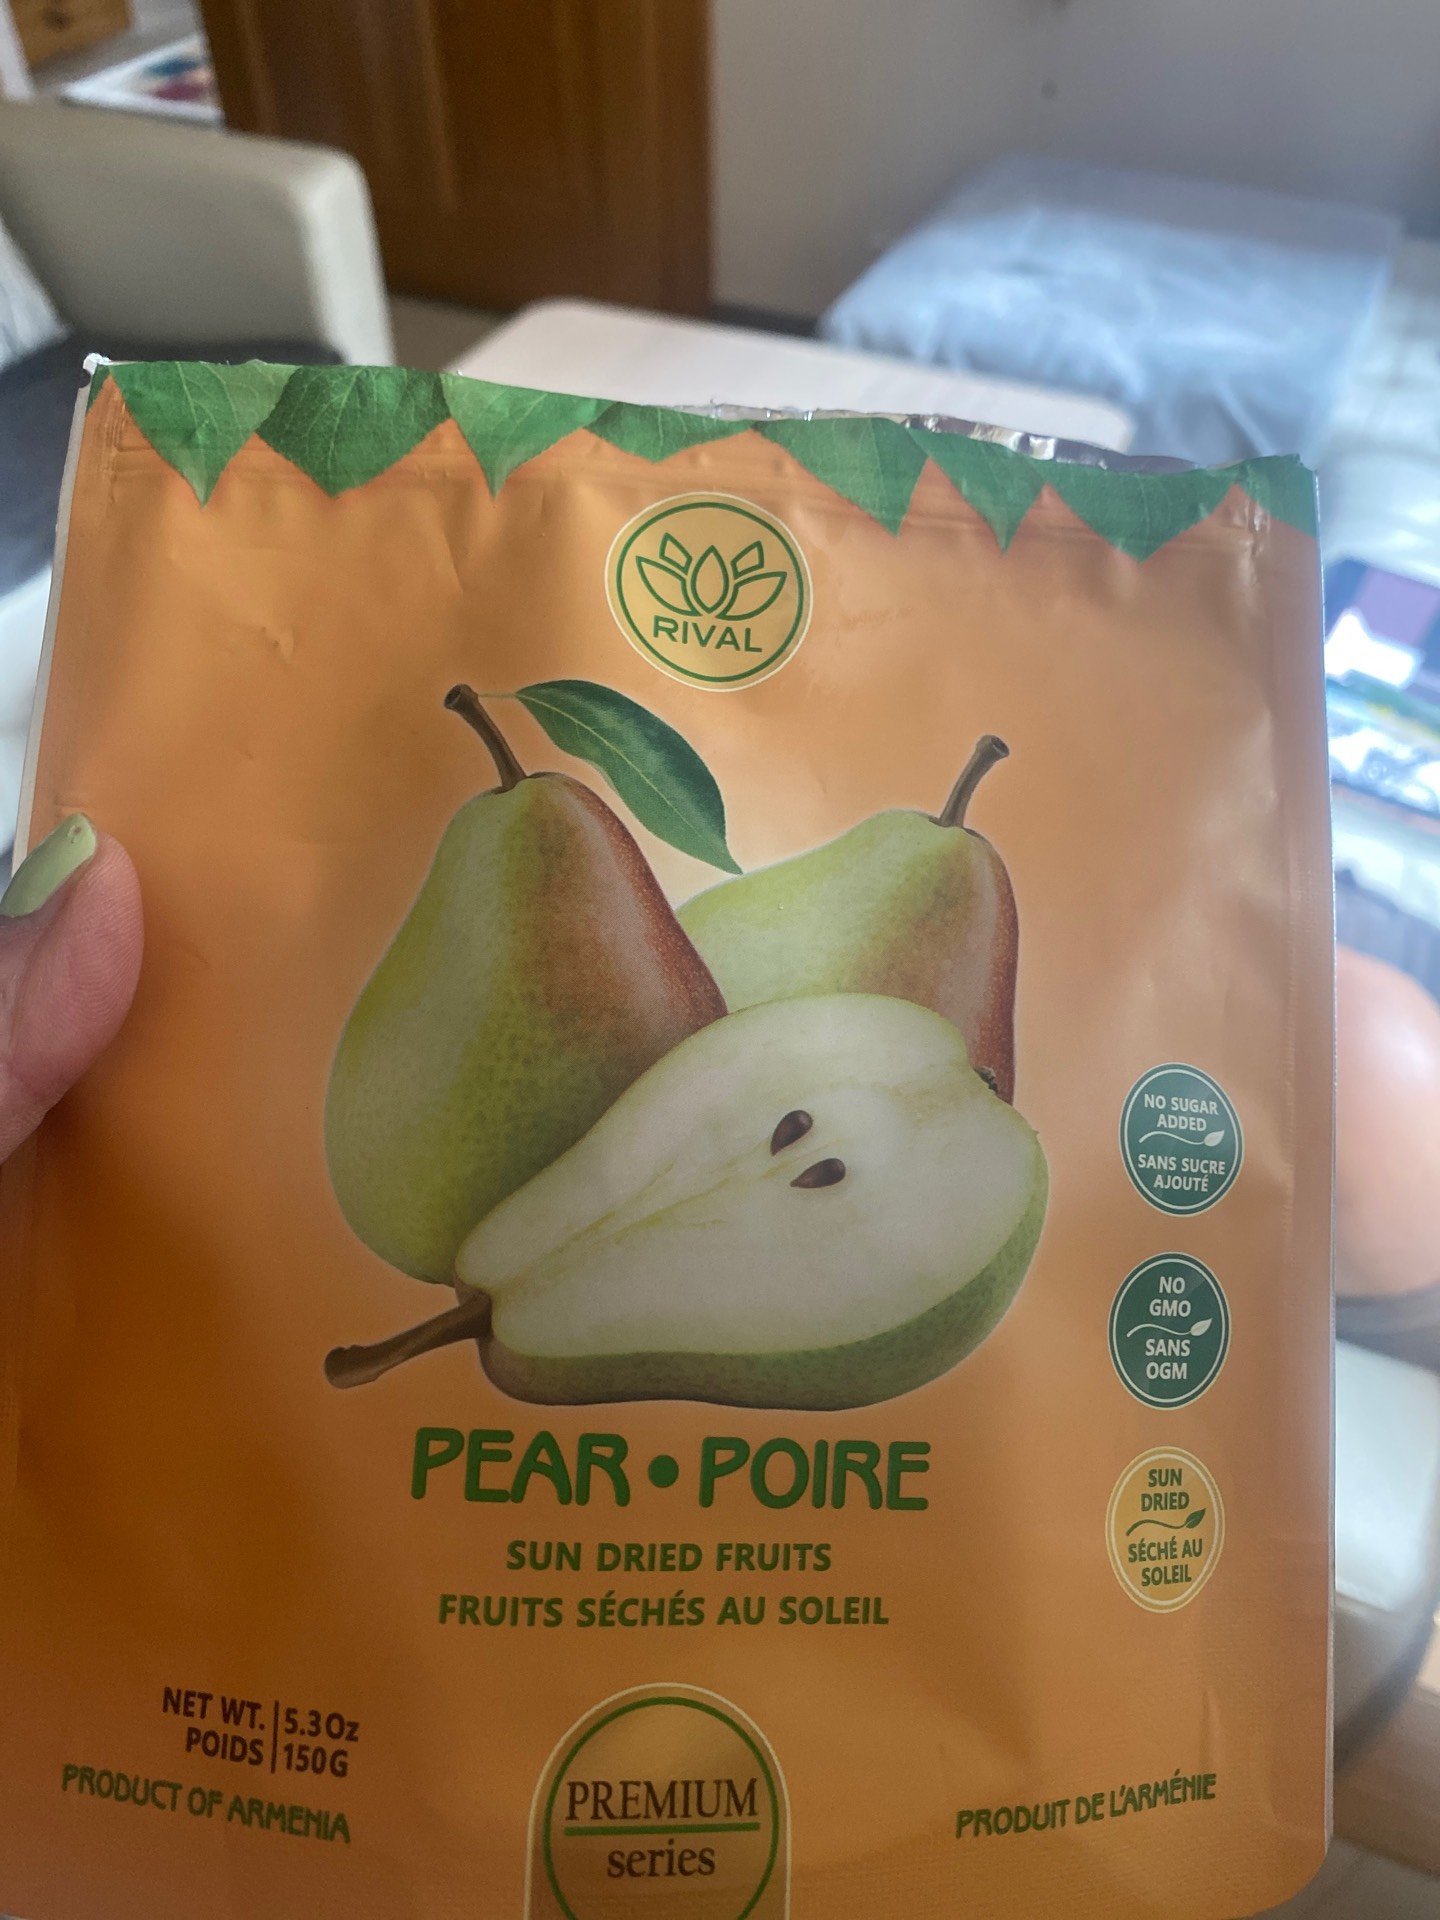 RIVAL
NO SUGAR
ADDED
SANS SUCRE
AJOUTÉ
NO
GMO
SANS
OGM
PEAR • POIRE
SUN
DRIED
SÉCHÉ AU
SOLEIL
SUN DRIED FRUITS
FRUITS SÉCHÉS AU SOLEIL
NET WT. | 5.3 Oz
POIDS | 150G
PRODUCT OF ARMENIA
PREMIUM
series
PRODUIT DE L'ARMÉNIE